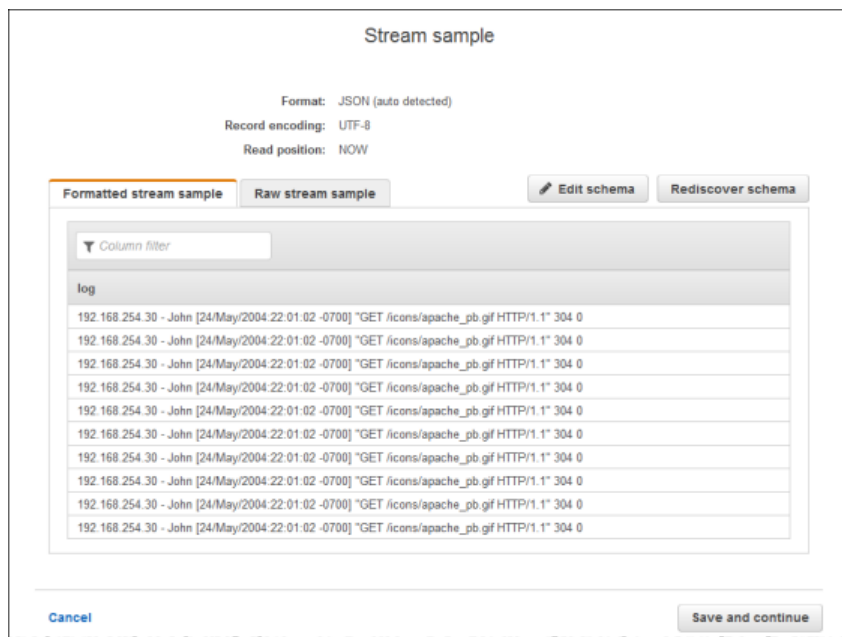 Stream sample
Format: JSON (auto detected)
Record encoding: UTF-8
Read position: NOW
Formatted stream sample Raw stream sample Edit schema Rediscover schema
Column filter
log
192.168.254.30 - John [24/May/2004:22:01:02 -0700] "GET /icons/apache_pb.gif HTTP/1.1" 304 0
192.168.254.30 - John [24/May/2004:22:01:02 -0700] "GET /icons/apache_pb.gif HTTP/1.1" 304 0
192.168.254.30 - John [24/May/2004:22:01:02 -0700] "GET /icons/apache_pb.gif HTTP/1.1" 304 0
192.168.254.30 - John [24/May/2004:22:01:02 -0700] "GET /icons/apache_pb.gif HTTP/1.1" 304 0
192.168.254.30 - John [24/May/2004:22:01:02 -0700] "GET /icons/apache_pb.gif HTTP/1.1" 304 0
192.168.254.30 - John [24/May/2004:22:01:02 -0700] "GET /icons/apache_pb.gif HTTP/1.1" 304 0
192.168.254.30 - John [24/May/2004:22:01:02 -0700] "GET /icons/apache_pb.gif HTTP/1.1" 304 0
192.168.254.30 - John [24/May/2004:22:01:02 -0700] "GET /icons/apache_pb.gif HTTP/1.1" 304 0
192.168.254.30 - John [24/May/2004:22:01:02 -0700] "GET /icons/apache_pb.gif HTTP/1.1" 304 0
192.168.254.30 - John [24/May/2004:22:01:02 -0700] "GET /icons/apache_pb.gif HTTP/1.1" 304 0
Cancel Save and continue